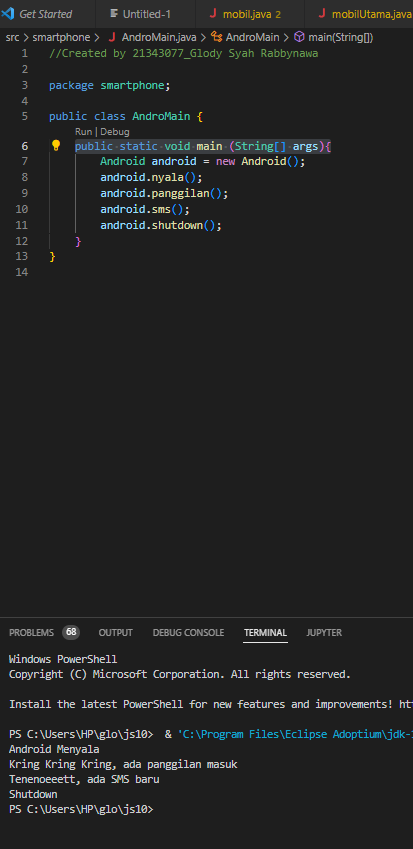 Get Started Untitled-1 mobil.java 2 mobilUtama.java
src > smartphone > AndroMain.java > AndroMain > main(String[])
1 //Created by 21343077_Glody Syah Rabbynawa
2
3 package smartphone;
4
5 public class AndroMain {
Run | Debug
6 public static void main (String[] args){
7 Android android = new Android();
8 android.nyala();
9 android.panggilan();
10 android.sms();
11 android.shutdown();
12 }
13 }
14
PROBLEMS 68 OUTPUT DEBUG CONSOLE TERMINAL JUPYTER
Windows PowerShell
Copyright (C) Microsoft Corporation. All rights reserved.
Install the latest PowerShell for new features and improvements! htt
PS C:\Users\HP\glo\js10> & 'C:\Program Files\Eclipse Adoptium\jdk-
Android Menyala
Kring Kring Kring, ada panggilan masuk
Tenenoeeett, ada SMS baru
Shutdown
PS C:\Users\HP\glo\js10>